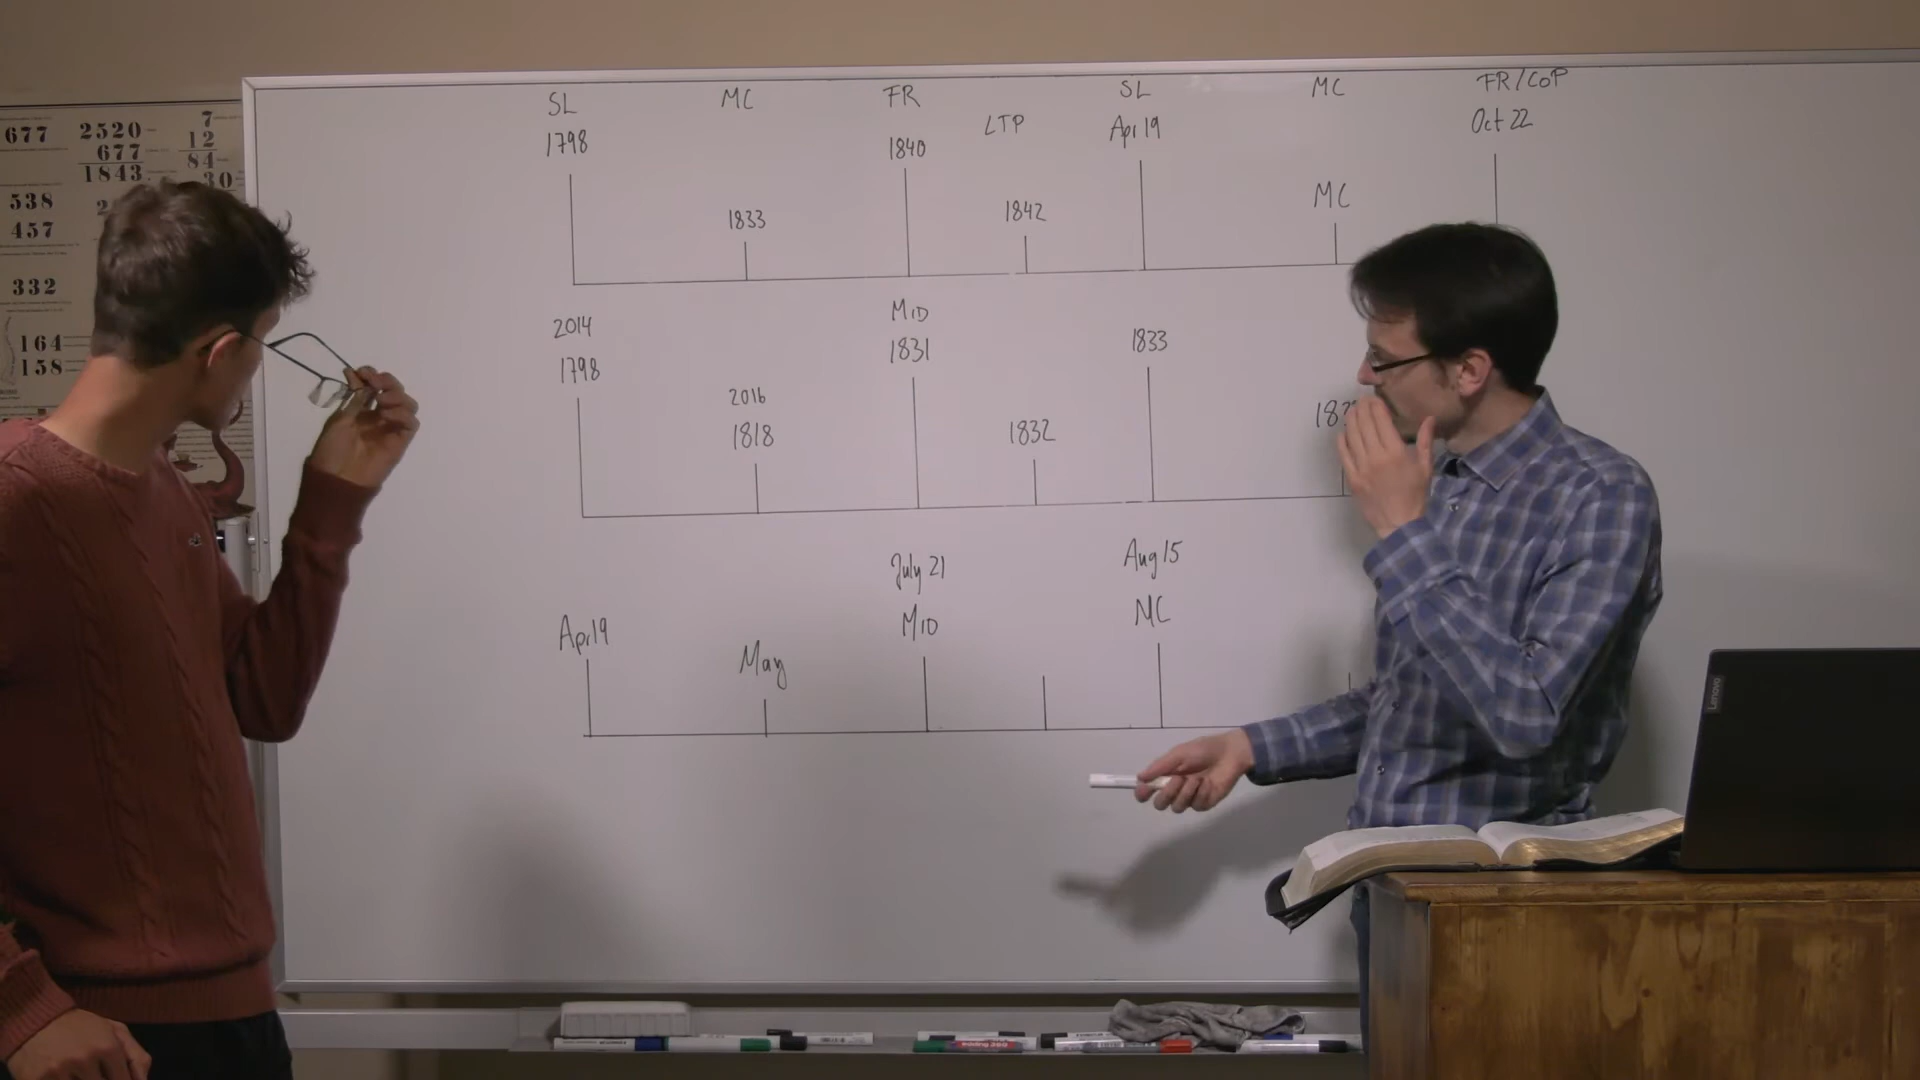 SL MC FR SL MC FR/CoP
1798 1840 LTP Apr 19 Oct 22
1833 1842 MC
2014 MID 1833
1798 1831
2016
1818 1832
July 21 Aug 15
Apr 19 MID MC
May
677 2520 7
677 12
1843 84
30
538
457
332
164
158
Lenovo